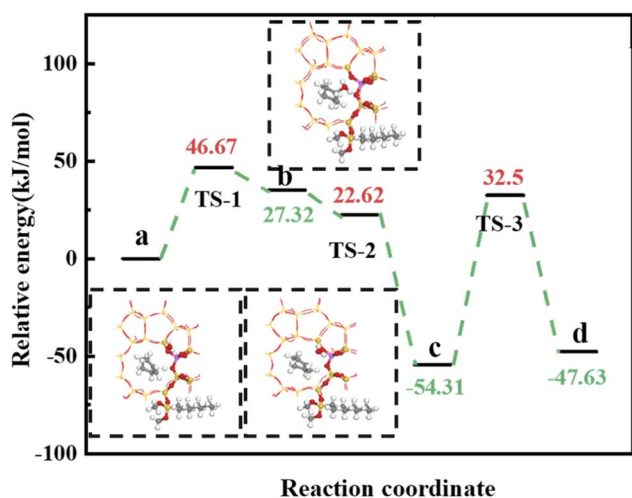 Relative energy(kJ/mol)
100
50
0
-50
-100
a
46.67
TS-1
b
27.32
22.62
TS-2
c
-54.31
32.5
TS-3
d
-47.63
Reaction coordinate